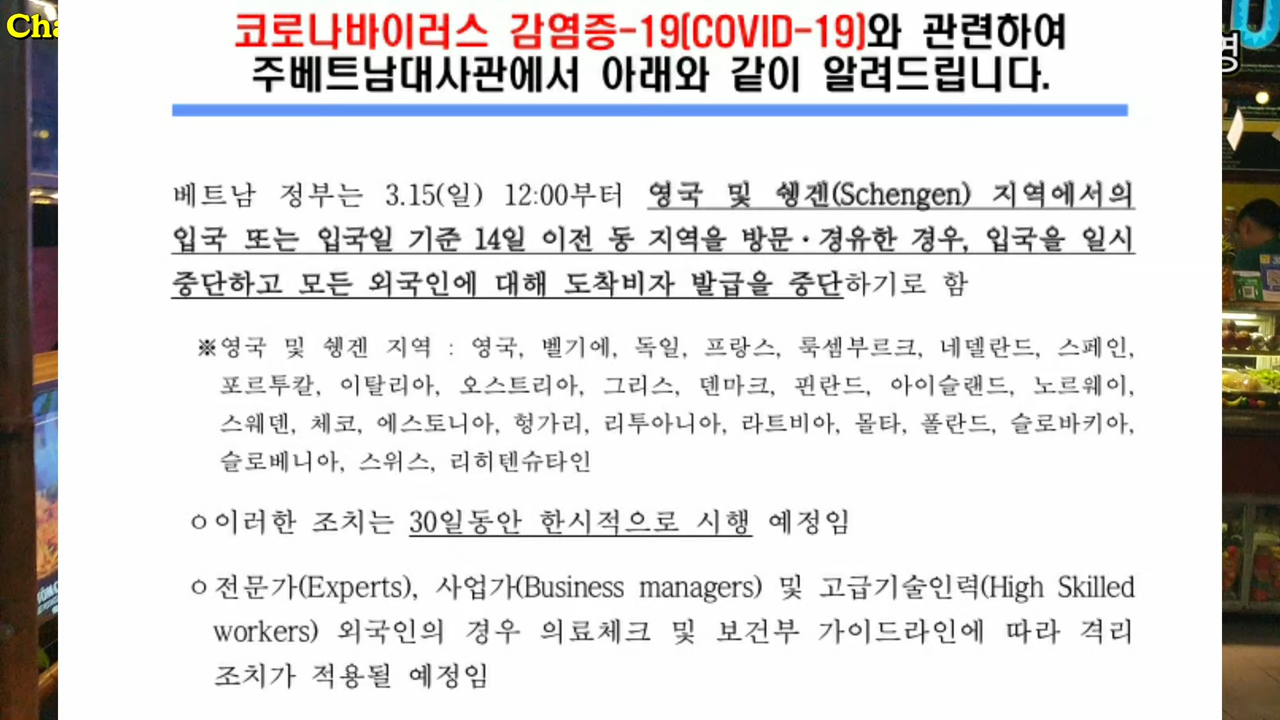 Cha
코로나바이러스 감염증-19(COVID-19)와 관련하여
주베트남대사관에서 아래와 같이 알려드립니다.
베트남 정부는 3.15(일) 12:00부터 영국 및 쉥겐(Schengen) 지역에서의
입국 또는 입국일 기준 14일 이전 동 지역을 방문·경유한 경우, 입국을 일시
중단하고 모든 외국인에 대해 도착비자 발급을 중단하기로 함
※영국 및 쉥겐 지역 : 영국, 벨기에, 독일, 프랑스, 룩셈부르크, 네델란드, 스페인,
포르투칼, 이탈리아, 오스트리아, 그리스, 덴마크, 핀란드, 아이슬랜드, 노르웨이,
스웨덴, 체코, 에스토니아, 헝가리, 리투아니아, 라트비아, 몰타, 폴란드, 슬로바키아,
슬로베니아, 스위스, 리히텐슈타인
ㅇ이러한 조치는 30일동안 한시적으로 시행 예정임
ㅇ전문가(Experts), 사업가(Business managers) 및 고급기술인력(High Skilled
workers) 외국인의 경우 의료체크 및 보건부 가이드라인에 따라 격리
조치가 적용될 예정임